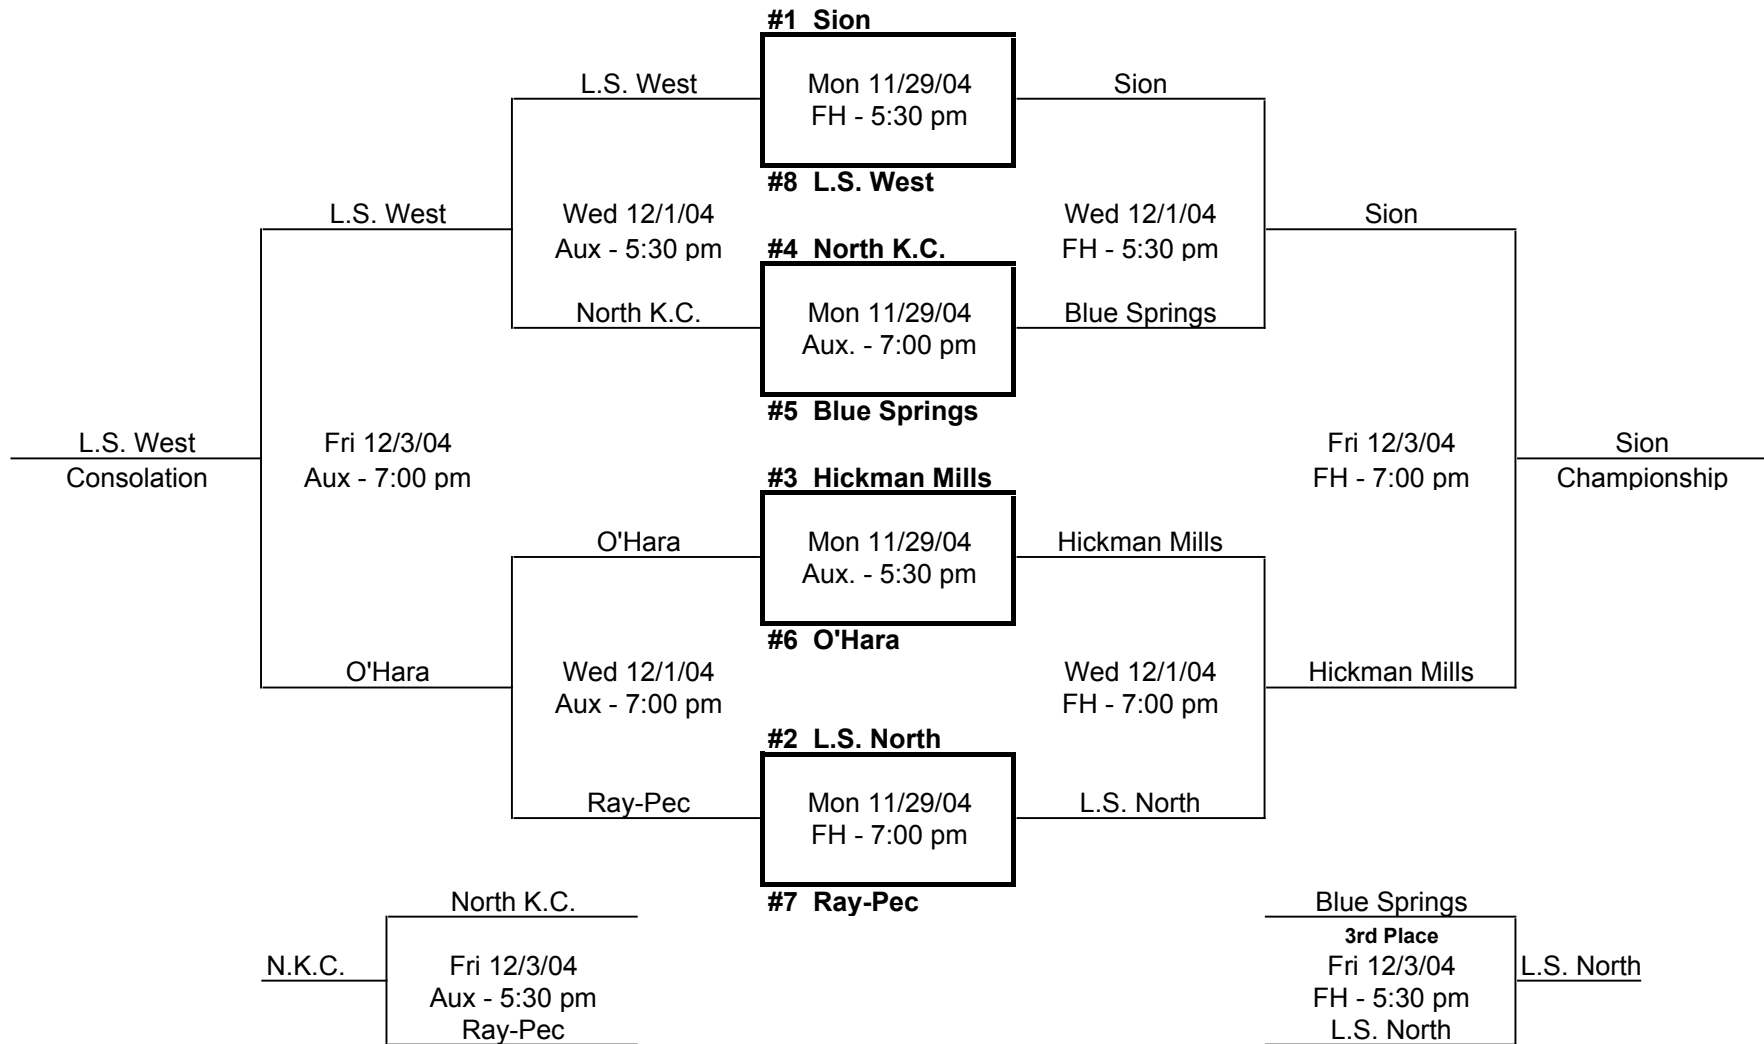 #1 Sion
L.S. West
Mon 11/29/04
FH - 5:30 pm
Sion
#8 L.S. West
L.S. West
Wed 12/1/04
Aux - 5:30 pm
Wed 12/1/04
FH - 5:30 pm
Sion
#4 North K.C.
North K.C.
Mon 11/29/04
Aux. - 7:00 pm
Blue Springs
#5 Blue Springs
L.S. West
Consolation
Fri 12/3/04
Aux - 7:00 pm
Fri 12/3/04
FH - 7:00 pm
Sion
Championship
#3 Hickman Mills
O'Hara
Mon 11/29/04
Aux. - 5:30 pm
Hickman Mills
#6 O'Hara
O'Hara
Wed 12/1/04
Aux - 7:00 pm
Wed 12/1/04
FH - 7:00 pm
Hickman Mills
#2 L.S. North
Ray-Pec
Mon 11/29/04
FH - 7:00 pm
L.S. North
#7 Ray-Pec
North K.C.
N.K.C.
Fri 12/3/04
Aux - 5:30 pm
Ray-Pec
Blue Springs
3rd Place
Fri 12/3/04
FH - 5:30 pm
L.S. North
L.S. North